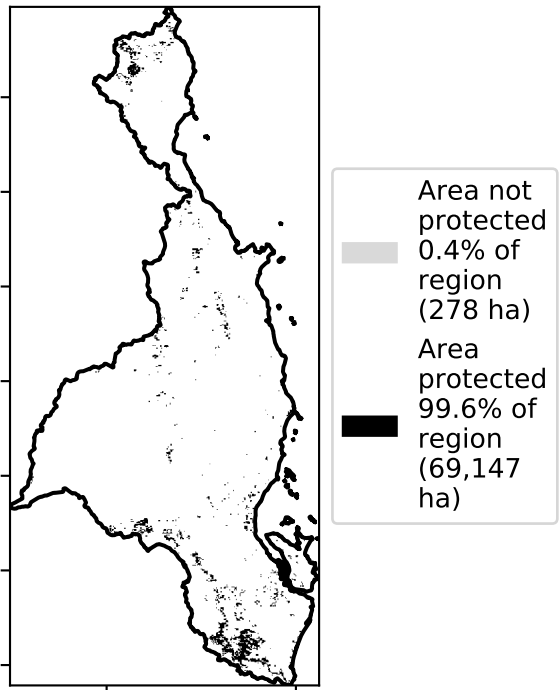 Area not
protected
0.4% of
region
(278 ha)
Area
protected
99.6% of
region
(69,147
ha)